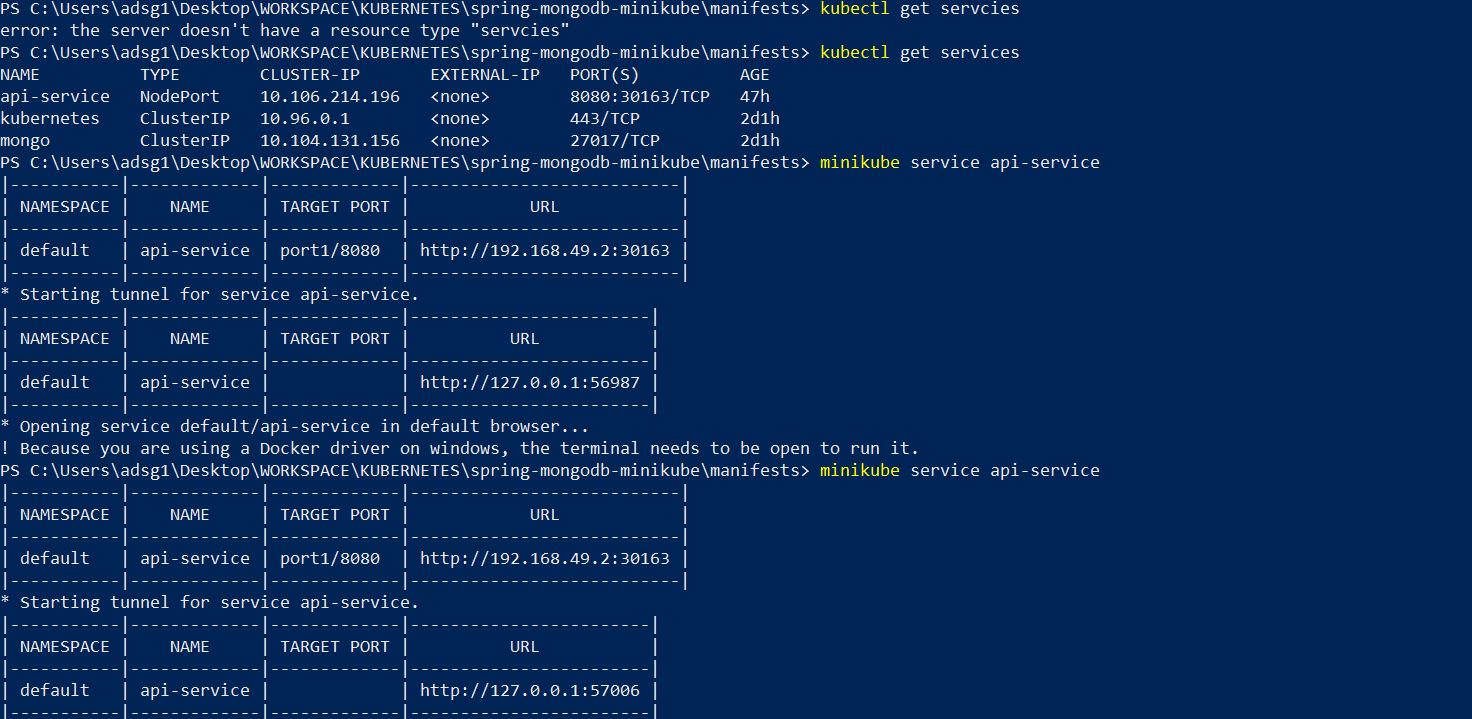 PS C:\Users\adsg1\Desktop\WORKSPACE\KUBERNETES\spring-mongodb-minikube\manifests> kubectl get servcies
error: the server doesn't have a resource type "servcies"
PS C:\Users\adsg1\Desktop\WORKSPACE\KUBERNETES\spring-mongodb-minikube\manifests> kubectl get services
NAME          TYPE        CLUSTER-IP       EXTERNAL-IP   PORT(S)          AGE
api-service   NodePort    10.106.214.196   <none>        8080:30163/TCP   47h
kubernetes    ClusterIP   10.96.0.1        <none>        443/TCP          2d1h
mongo         ClusterIP   10.104.131.156   <none>        27017/TCP        2d1h
PS C:\Users\adsg1\Desktop\WORKSPACE\KUBERNETES\spring-mongodb-minikube\manifests> minikube service api-service
|-----------|-------------|-------------|---------------------------|
| NAMESPACE |    NAME     | TARGET PORT |            URL            |
|-----------|-------------|-------------|---------------------------|
| default   | api-service | port1/8080  | http://192.168.49.2:30163 |
|-----------|-------------|-------------|---------------------------|
* Starting tunnel for service api-service.
|-----------|-------------|-------------|------------------------|
| NAMESPACE |    NAME     | TARGET PORT |          URL           |
|-----------|-------------|-------------|------------------------|
| default   | api-service |             | http://127.0.0.1:56987 |
|-----------|-------------|-------------|------------------------|
* Opening service default/api-service in default browser...
! Because you are using a Docker driver on windows, the terminal needs to be open to run it.
PS C:\Users\adsg1\Desktop\WORKSPACE\KUBERNETES\spring-mongodb-minikube\manifests> minikube service api-service
|-----------|-------------|-------------|---------------------------|
| NAMESPACE |    NAME     | TARGET PORT |            URL            |
|-----------|-------------|-------------|---------------------------|
| default   | api-service | port1/8080  | http://192.168.49.2:30163 |
|-----------|-------------|-------------|---------------------------|
* Starting tunnel for service api-service.
|-----------|-------------|-------------|------------------------|
| NAMESPACE |    NAME     | TARGET PORT |          URL           |
|-----------|-------------|-------------|------------------------|
| default   | api-service |             | http://127.0.0.1:57006 |
|-----------|-------------|-------------|------------------------|